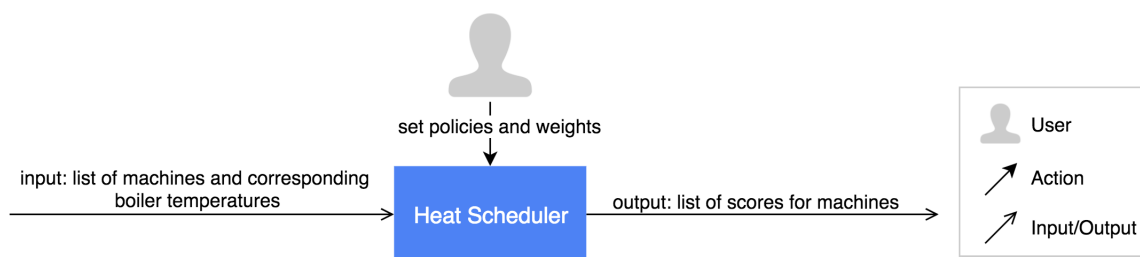 set policies and weights
input: list of machines and corresponding
boiler temperatures
Heat Scheduler
output: list of scores for machines
User
Action
Input/Output